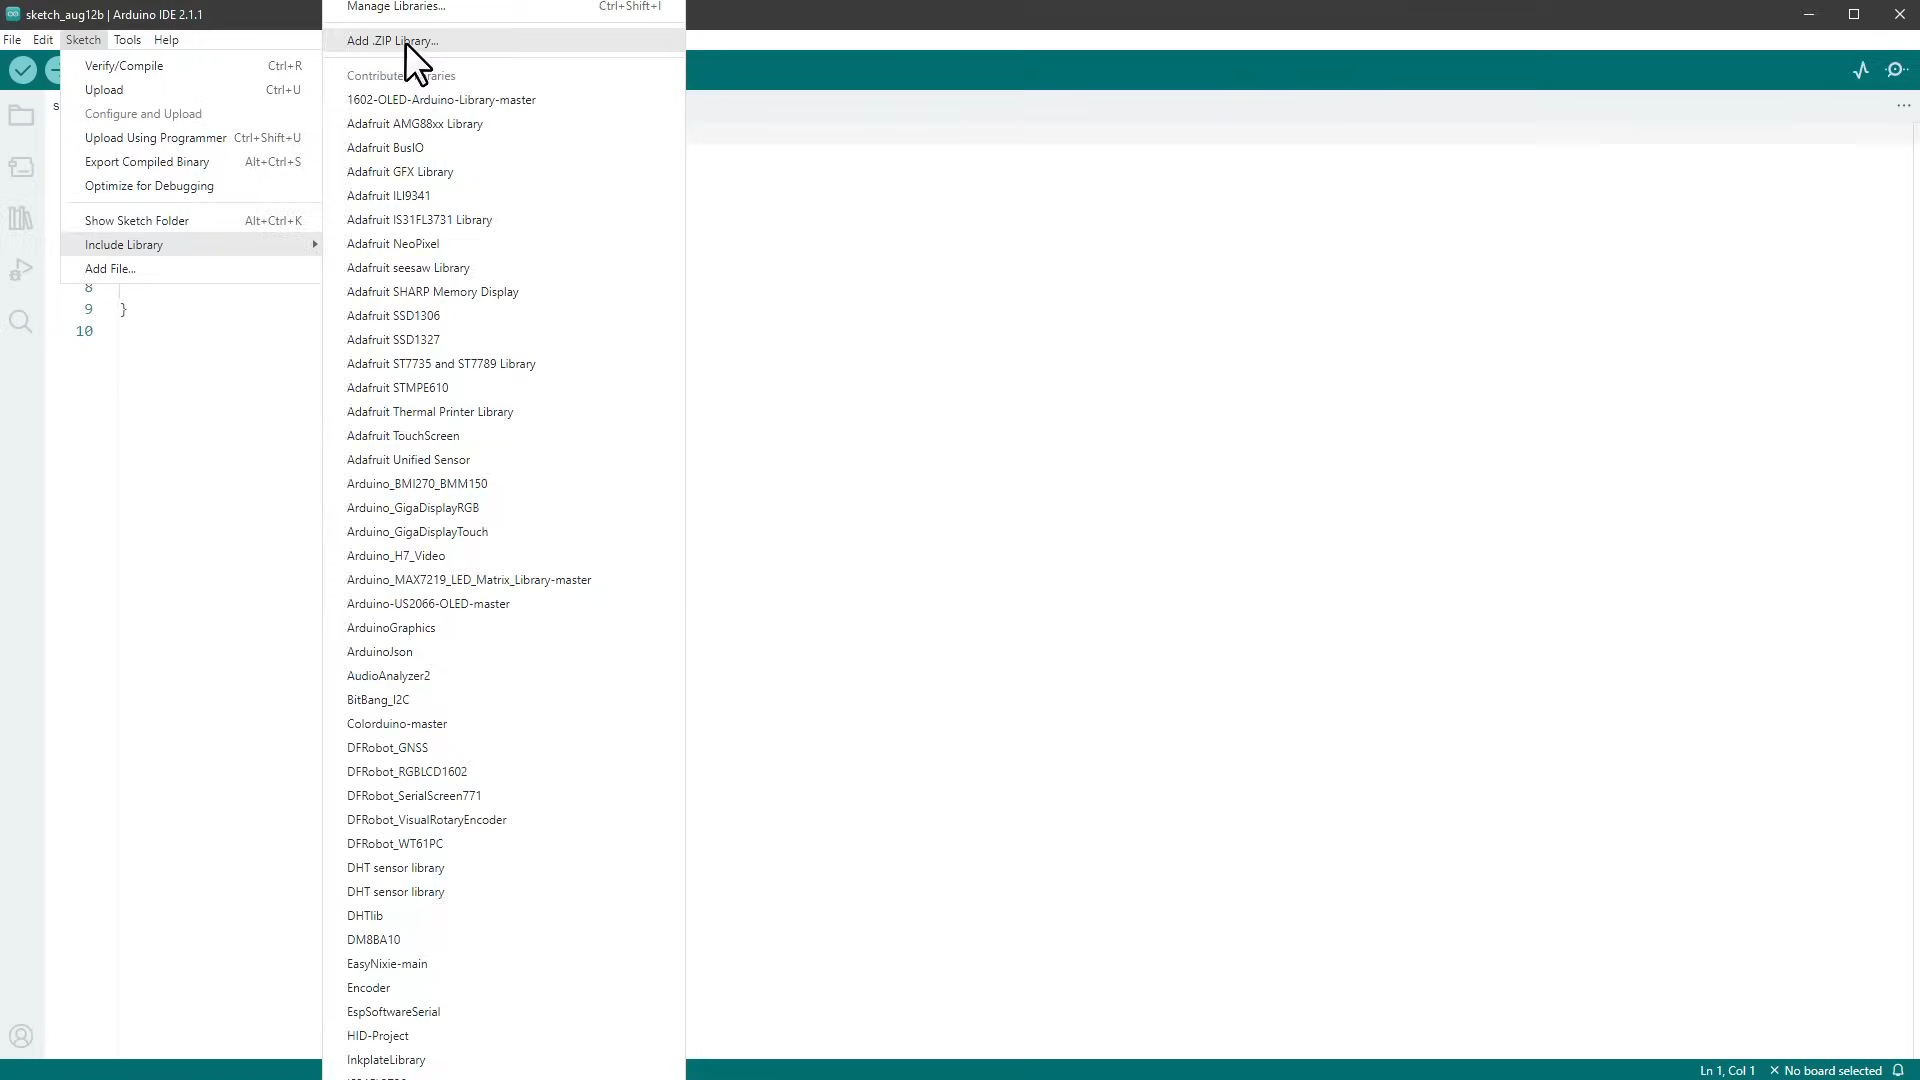 sketch_aug12b | Arduino IDE 2.1.1
File Edit Sketch Tools Help
Verify/Compile Ctrl+R
Upload Ctrl+U
Configure and Upload
Upload Using Programmer Ctrl+Shift+U
Export Compiled Binary Alt+Ctrl+S
Optimize for Debugging
Show Sketch Folder Alt+Ctrl+K
Include Library
Add File...
8
9 }
10
Manage Libraries... Ctrl+Shift+I
Add .ZIP Library...
1602-OLED-Arduino-Library-master
Adafruit AMG88xx Library
Adafruit BusIO
Adafruit GFX Library
Adafruit ILI9341
Adafruit IS31FL3731 Library
Adafruit NeoPixel
Adafruit seesaw Library
Adafruit SHARP Memory Display
Adafruit SSD1306
Adafruit SSD1327
Adafruit ST7735 and ST7789 Library
Adafruit STMPE610
Adafruit Thermal Printer Library
Adafruit TouchScreen
Adafruit Unified Sensor
Arduino_BMI270_BMM150
Arduino_GigaDisplayRGB
Arduino_GigaDisplayTouch
Arduino_H7_Video
Arduino_MAX7219_LED_Matrix_Library-master
Arduino-US2066-OLED-master
ArduinoGraphics
ArduinoJson
AudioAnalyzer2
BitBang_I2C
Colorduino-master
DFRobot_GNSS
DFRobot_RGBLCD1602
DFRobot_SerialScreen771
DFRobot_VisualRotaryEncoder
DFRobot_WT61PC
DHT sensor library
DHT sensor library
DHTlib
DM8BA10
EasyNixie-main
Encoder
EspSoftwareSerial
HID-Project
InkplateLibrary
Ln 1, Col 1 No board selected